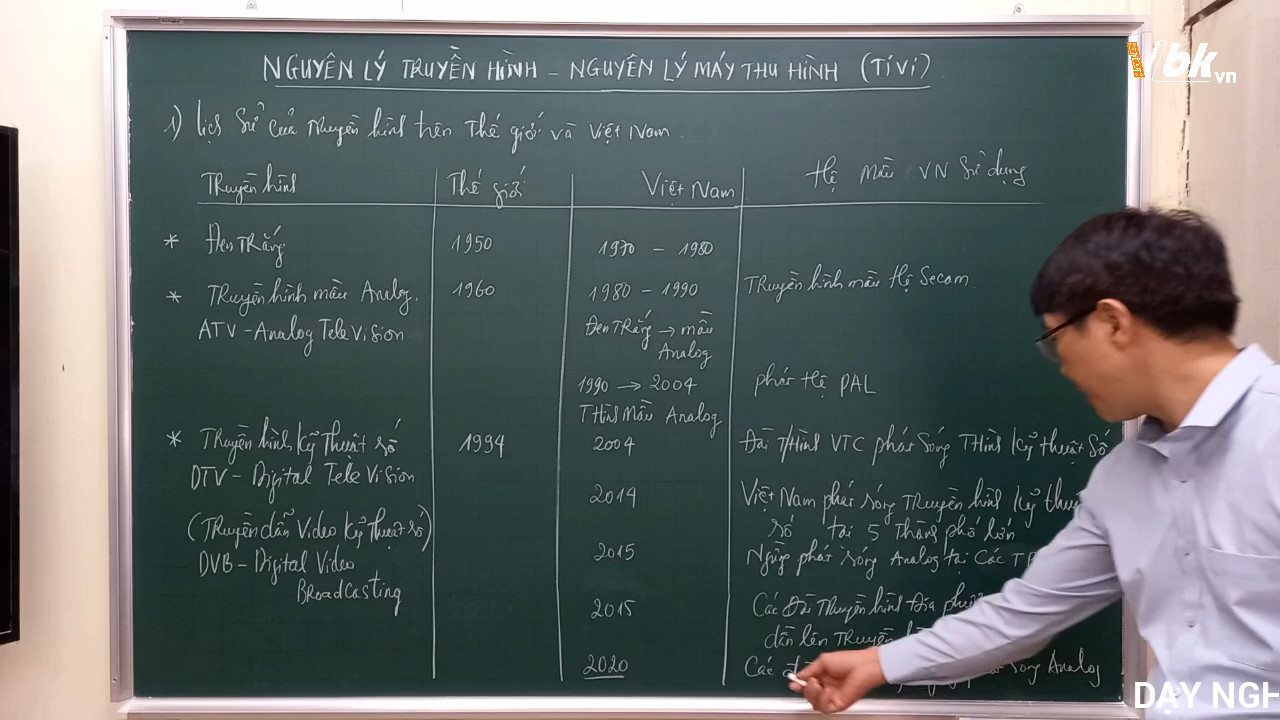 NGUYÊN LÝ TRUYỀN HÌNH - NGUYÊN LÝ MÁY THU HÌNH (TiVi)
Vbk.vn
1) Lịch Sử của Truyền hình trên Thế giới và Việt Nam.
Truyền hình Thế giới Việt Nam Hệ màu VN Sử dụng
* Đen Trắng 1950 1970 - 1980
* Truyền hình màu Analog. 1960 1980 - 1990 Truyền hình màu Hệ Secam
ATV - Analog TeleVision Đen Trắng → màu
Analog
1990 → 2004 phát Hệ PAL
THình Màu Analog
* Truyền hình Kỹ Thuật số 1994 2004 Đài T/Hình VTC phát sóng THình Kỹ thuật Số
DTV - Digital TeleVision
2014 Việt Nam phát sóng Truyền hình Kỹ
(Truyền dẫn Video Kỹ Thuật số) số tại 5 Thành phố lớn
DVB - Digital Video 2015 Ngừng phát sóng Analog tại Các
BRoadCasting
2015 Các Đài Truyền hình Địa
dần lên Truyền
2020 Các sóng Analog
DẠY NGH